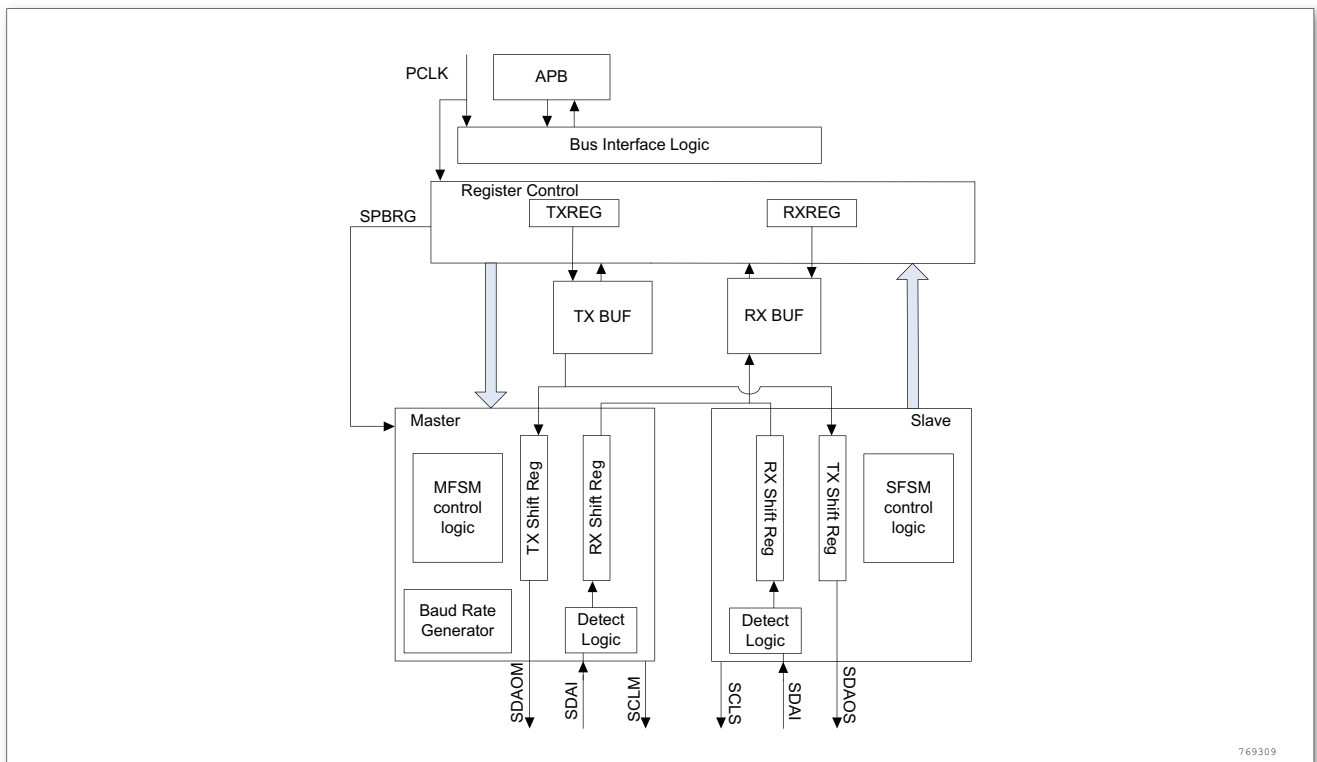 PCLK
APB
Bus Interface Logic
Register Control
TXREG
RXREG
SPBRG
TX BUF
RX BUF
Master
Slave
MFSM
control
logic
TX Shift Reg
RX Shift Reg
RX Shift Reg
TX Shift Reg
SFSM
control
logic
Baud Rate
Generator
Detect
Logic
Detect
Logic
SDAOM
SDAI
SCLM
SCLS
SDAI
SDAOS
769309